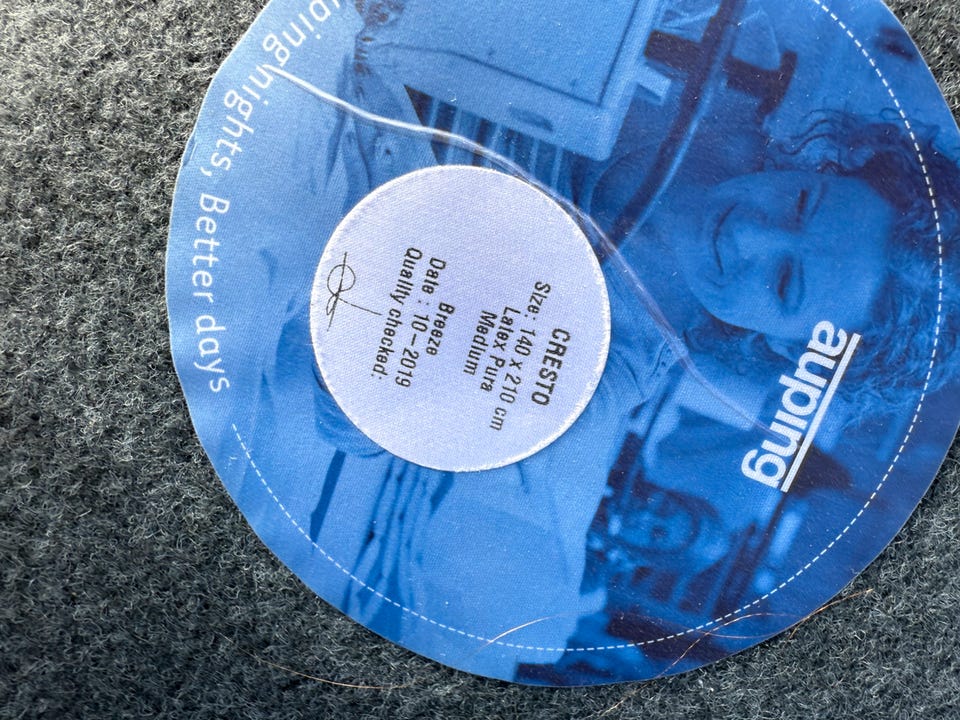 auping
CRESTO
Size: 140 x 210 cm
Latex Pura
Medium
Breeze
Date : 10-2019
Quality checked:
nights, Better days